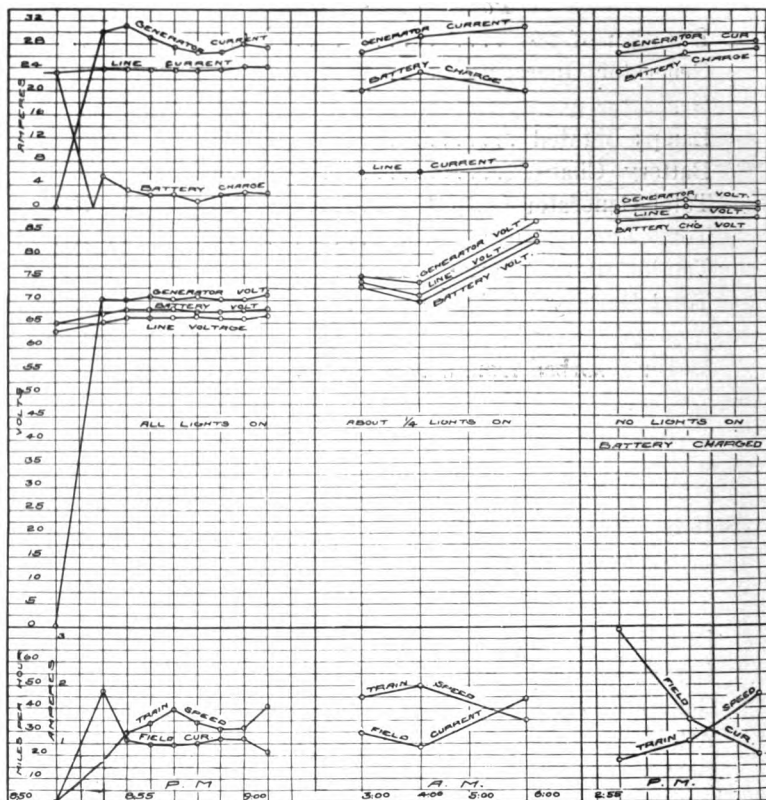 32
GENERATOR CURRENT
GENERATOR CURRENT
GENERATOR CUR
28
24
LINE CURRENT
BATTERY CHARGE
BATTERY CHARGE
20
AMPERES
16
12
8
LINE CURRENT
4
BATTERY CHARGE
0
GENERATOR VOLT.
LINE VOLT.
BATTERY CHG VOLT
85
80
GENERATOR VOLT
LINE VOLT
BATTERY VOLT.
75
70
GENERATOR VOLT.
BATTERY VOLT
65
LINE VOLTAGE
60
55
50
VOLTS
45
ALL LIGHTS ON
ABOUT 1/4 LIGHTS ON
NO LIGHTS ON
40
BATTERY CHARGED
35
30
25
20
15
10
5
0
3
60
MILES PER HOUR
AMPERES
50
2
TRAIN SPEED
FIELD
SPEED
40
TRAIN SPEED
30
FIELD CUR.
FIELD CURRENT
1
TRAIN
CUR.
20
10
P.M.
A.M.
P.M.
850
8:55
9:00
3:00
4:00
5:00
6:00
2:55